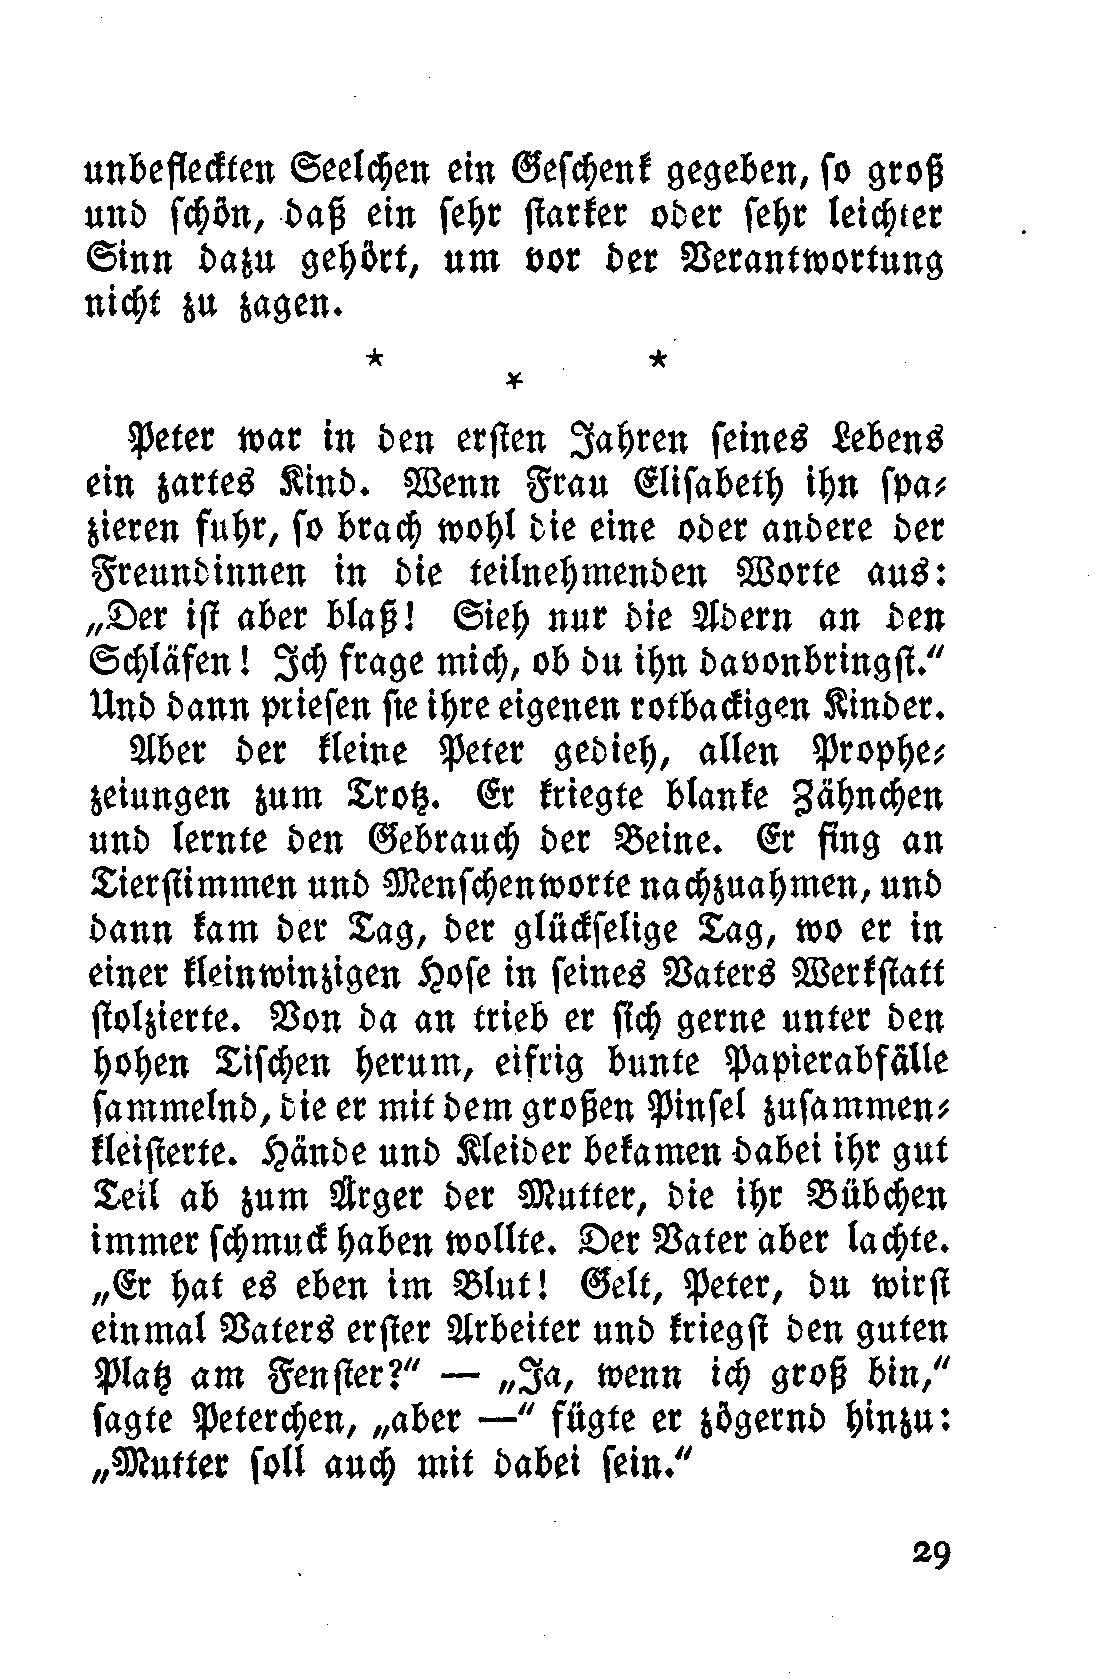 unbefleckten Seelchen ein Geschenk gegeben, so groß
und schön, daß ein sehr starker oder sehr leichter
Sinn dazu gehört, um vor der Verantwortung
nicht zu zagen.
* * *
Peter war in den ersten Jahren seines Lebens
ein zartes Kind. Wenn Frau Elisabeth ihn spa-
zieren fuhr, so brach wohl die eine oder andere der
Freundinnen in die teilnehmenden Worte aus:
„Der ist aber blaß! Sieh nur die Adern an den
Schläfen! Ich frage mich, ob du ihn davonbringst.“
Und dann priesen sie ihre eigenen rotbackigen Kinder.
Aber der kleine Peter gedieh, allen Prophe-
zeiungen zum Trotz. Er kriegte blanke Zähnchen
und lernte den Gebrauch der Beine. Er fing an
Tierstimmen und Menschenworte nachzuahmen, und
dann kam der Tag, der glückselige Tag, wo er in
einer kleinwinzigen Hose in seines Vaters Werkstatt
stolzierte. Von da an trieb er sich gerne unter den
hohen Tischen herum, eifrig bunte Papierabfälle
sammelnd, die er mit dem großen Pinsel zusammen-
kleisterte. Hände und Kleider bekamen dabei ihr gut
Teil ab zum Ärger der Mutter, die ihr Bübchen
immer schmuck haben wollte. Der Vater aber lachte.
„Er hat es eben im Blut! Gelt, Peter, du wirst
einmal Vaters erster Arbeiter und kriegst den guten
Platz am Fenster?“ — „Ja, wenn ich groß bin,“
sagte Peterchen, „aber —“ fügte er zögernd hinzu:
„Mutter soll auch mit dabei sein.“
29